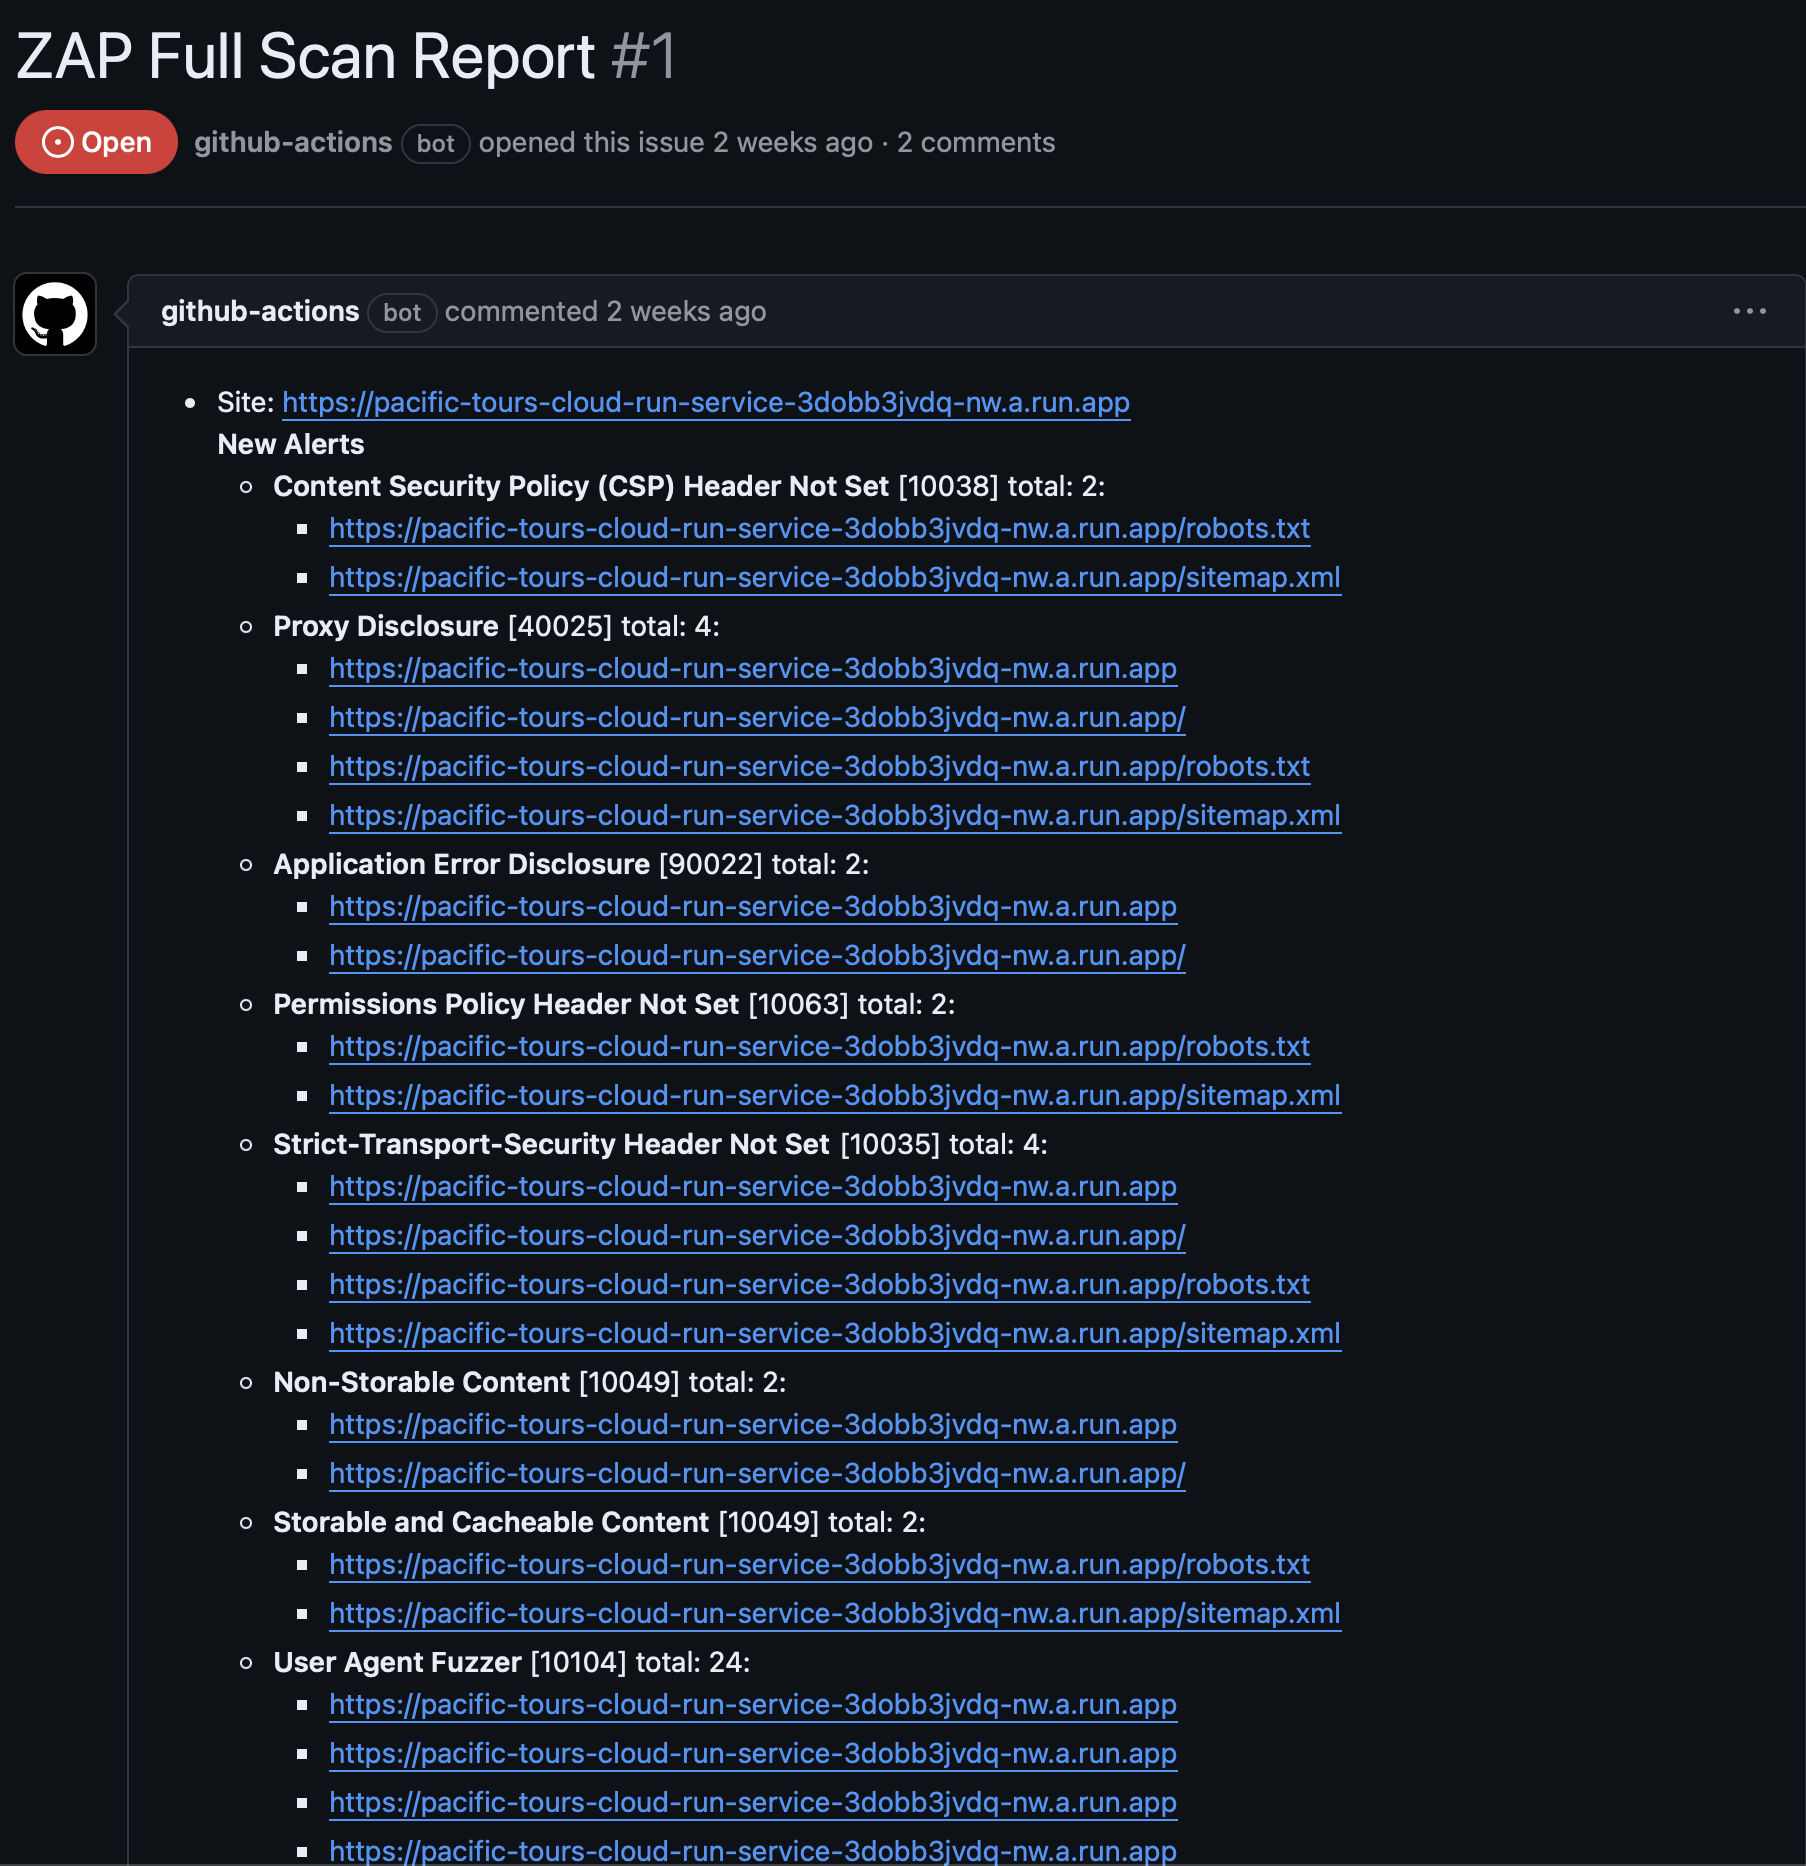 ZAP Full Scan Report #1
Open github-actions bot opened this issue 2 weeks ago · 2 comments
github-actions bot commented 2 weeks ago
Site: https://pacific-tours-cloud-run-service-3dobb3jvdq-nw.a.run.app
New Alerts
Content Security Policy (CSP) Header Not Set [10038] total: 2:
https://pacific-tours-cloud-run-service-3dobb3jvdq-nw.a.run.app/robots.txt
https://pacific-tours-cloud-run-service-3dobb3jvdq-nw.a.run.app/sitemap.xml
Proxy Disclosure [40025] total: 4:
https://pacific-tours-cloud-run-service-3dobb3jvdq-nw.a.run.app
https://pacific-tours-cloud-run-service-3dobb3jvdq-nw.a.run.app/
https://pacific-tours-cloud-run-service-3dobb3jvdq-nw.a.run.app/robots.txt
https://pacific-tours-cloud-run-service-3dobb3jvdq-nw.a.run.app/sitemap.xml
Application Error Disclosure [90022] total: 2:
https://pacific-tours-cloud-run-service-3dobb3jvdq-nw.a.run.app
https://pacific-tours-cloud-run-service-3dobb3jvdq-nw.a.run.app/
Permissions Policy Header Not Set [10063] total: 2:
https://pacific-tours-cloud-run-service-3dobb3jvdq-nw.a.run.app/robots.txt
https://pacific-tours-cloud-run-service-3dobb3jvdq-nw.a.run.app/sitemap.xml
Strict-Transport-Security Header Not Set [10035] total: 4:
https://pacific-tours-cloud-run-service-3dobb3jvdq-nw.a.run.app
https://pacific-tours-cloud-run-service-3dobb3jvdq-nw.a.run.app/
https://pacific-tours-cloud-run-service-3dobb3jvdq-nw.a.run.app/robots.txt
https://pacific-tours-cloud-run-service-3dobb3jvdq-nw.a.run.app/sitemap.xml
Non-Storable Content [10049] total: 2:
https://pacific-tours-cloud-run-service-3dobb3jvdq-nw.a.run.app
https://pacific-tours-cloud-run-service-3dobb3jvdq-nw.a.run.app/
Storable and Cacheable Content [10049] total: 2:
https://pacific-tours-cloud-run-service-3dobb3jvdq-nw.a.run.app/robots.txt
https://pacific-tours-cloud-run-service-3dobb3jvdq-nw.a.run.app/sitemap.xml
User Agent Fuzzer [10104] total: 24:
https://pacific-tours-cloud-run-service-3dobb3jvdq-nw.a.run.app
https://pacific-tours-cloud-run-service-3dobb3jvdq-nw.a.run.app
https://pacific-tours-cloud-run-service-3dobb3jvdq-nw.a.run.app
https://pacific-tours-cloud-run-service-3dobb3jvdq-nw.a.run.app